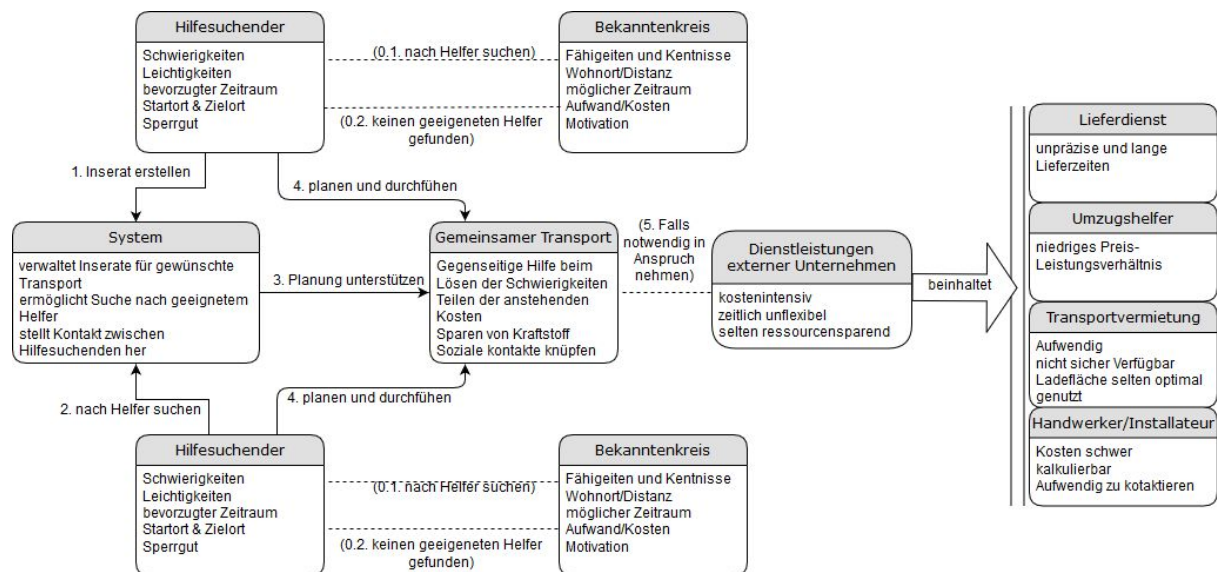 Hilfesuchender
Schwierigkeiten
Leichtigkeiten
bevorzugter Zeitraum
Startort & Zielort
Sperrgut
(0.1. nach Helfer suchen)
(0.2. keinen geeigeneten Helfer
gefunden)
Bekanntenkreis
Fähigeiten und Kentnisse
Wohnort/Distanz
möglicher Zeitraum
Aufwand/Kosten
Motivation
1. Inserat erstellen
4. planen und durchfühen
System
verwaltet Inserate für gewünschte
Transport
ermöglicht Suche nach geeignetem
Helfer
stellt Kontakt zwischen
Hilfesuchenden her
3. Planung unterstützen
Gemeinsamer Transport
Gegenseitige Hilfe beim
Lösen der Schwierigkeiten
Teilen der anstehenden
Kosten
Sparen von Kraftstoff
Soziale kontakte knüpfen
(5. Falls
notwendig in
Anspruch
nehmen)
Dienstleistungen
externer Unternehmen
kostenintensiv
zeitlich unflexibel
selten ressourcensparend
beinhaltet
Lieferdienst
unpräzise und lange
Lieferzeiten
Umzugshelfer
niedriges Preis-
Leistungsverhältnis
Transportvermietung
Aufwendig
nicht sicher Verfügbar
Ladefläche selten optimal
genutzt
Handwerker/Installateur
Kosten schwer
kalkulierbar
Aufwendig zu kotaktieren
2. nach Helfer suchen
4. planen und durchfühen
Hilfesuchender
Schwierigkeiten
Leichtigkeiten
bevorzugter Zeitraum
Startort & Zielort
Sperrgut
(0.1. nach Helfer suchen)
(0.2. keinen geeigeneten Helfer
gefunden)
Bekanntenkreis
Fähigeiten und Kentnisse
Wohnort/Distanz
möglicher Zeitraum
Aufwand/Kosten
Motivation